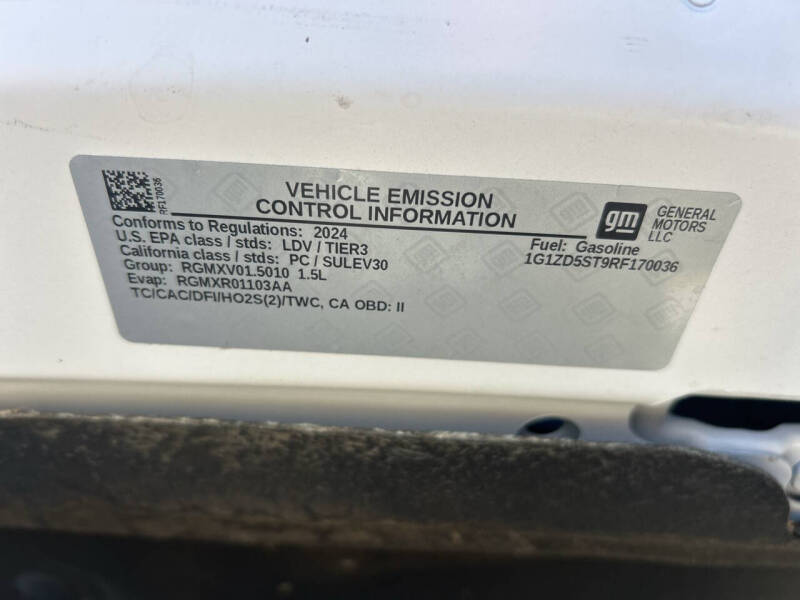 RF170036
VEHICLE EMISSION
CONTROL INFORMATION
gm
GENERAL
MOTORS
LLC
Conforms to Regulations: 2024
U.S. EPA class / stds: LDV / TIER3
California class / stds: PC / SULEV30
Group: RGMXV01.5010 1.5L
Evap: RGMXR01103AA
TC/CAC/DFI/HO2S(2)/TWC, CA OBD: II
Fuel: Gasoline
1G1ZD5ST9RF170036